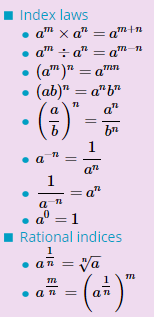 ■ Index laws
• a^m × a^n = a^{m+n}
• a^m ÷ a^n = a^{m−n}
• (a^m)^n = a^{mn}
• (ab)^n = a^n b^n
• (a/b)^n = a^n/b^n
• a^{−n} = 1/a^n
• 1/a^{−n} = a^n
• a^0 = 1
■ Rational indices
• a^{1/n} = ⁿ√a
• a^{m/n} = (a^{1/n})^m